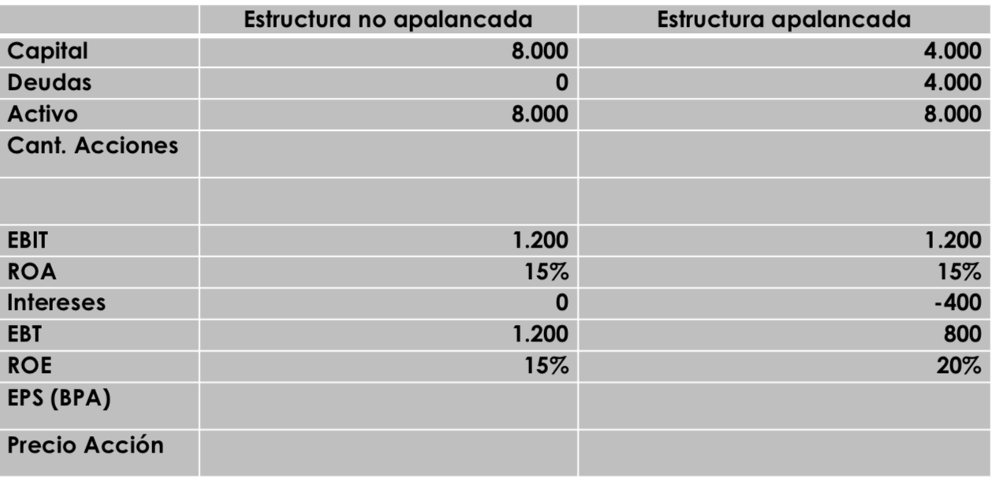 Estructura no apalancada Estructura apalancada
Capital 8.000 4.000
Deudas 0 4.000
Activo 8.000 8.000
Cant. Acciones
EBIT 1.200 1.200
ROA 15% 15%
Intereses 0 -400
EBT 1.200 800
ROE 15% 20%
EPS (BPA)
Precio Acción